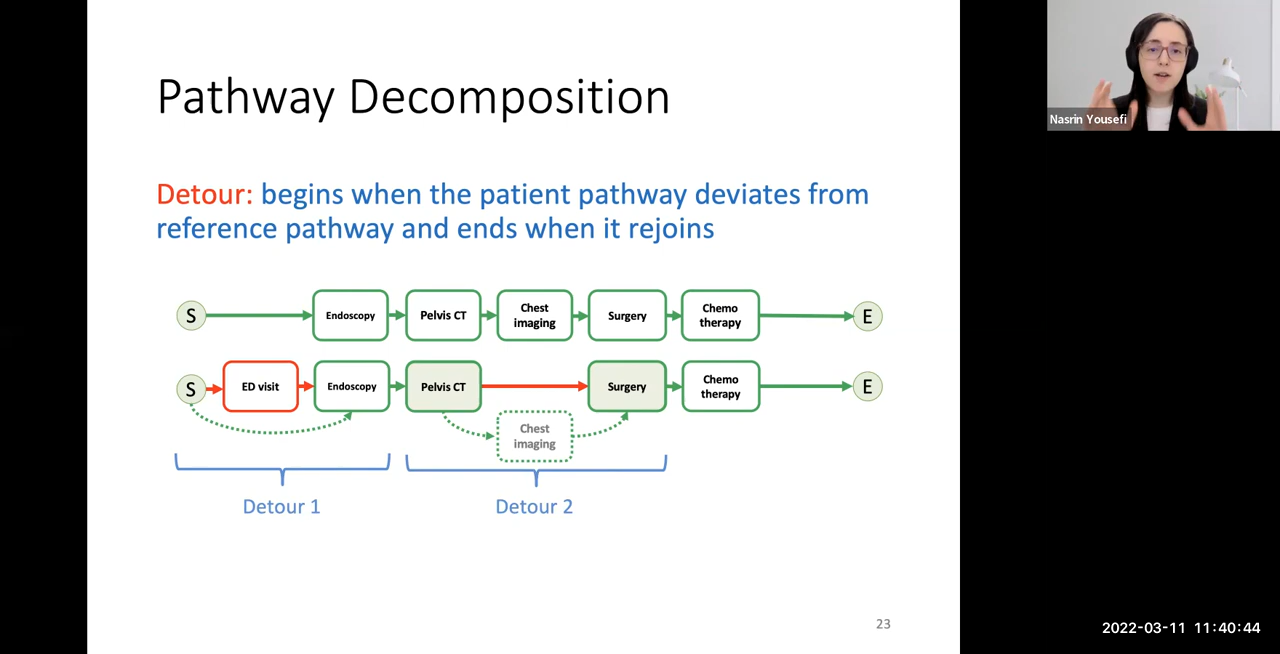 Pathway Decomposition
Nasrin Yousefi
Detour: begins when the patient pathway deviates from
reference pathway and ends when it rejoins
S
Endoscopy
Pelvis CT
Chest
imaging
Surgery
Chemo
therapy
E
S
ED visit
Endoscopy
Pelvis CT
Surgery
Chemo
therapy
E
Chest
imaging
Detour 1
Detour 2
23
2022-03-11 11:40:44